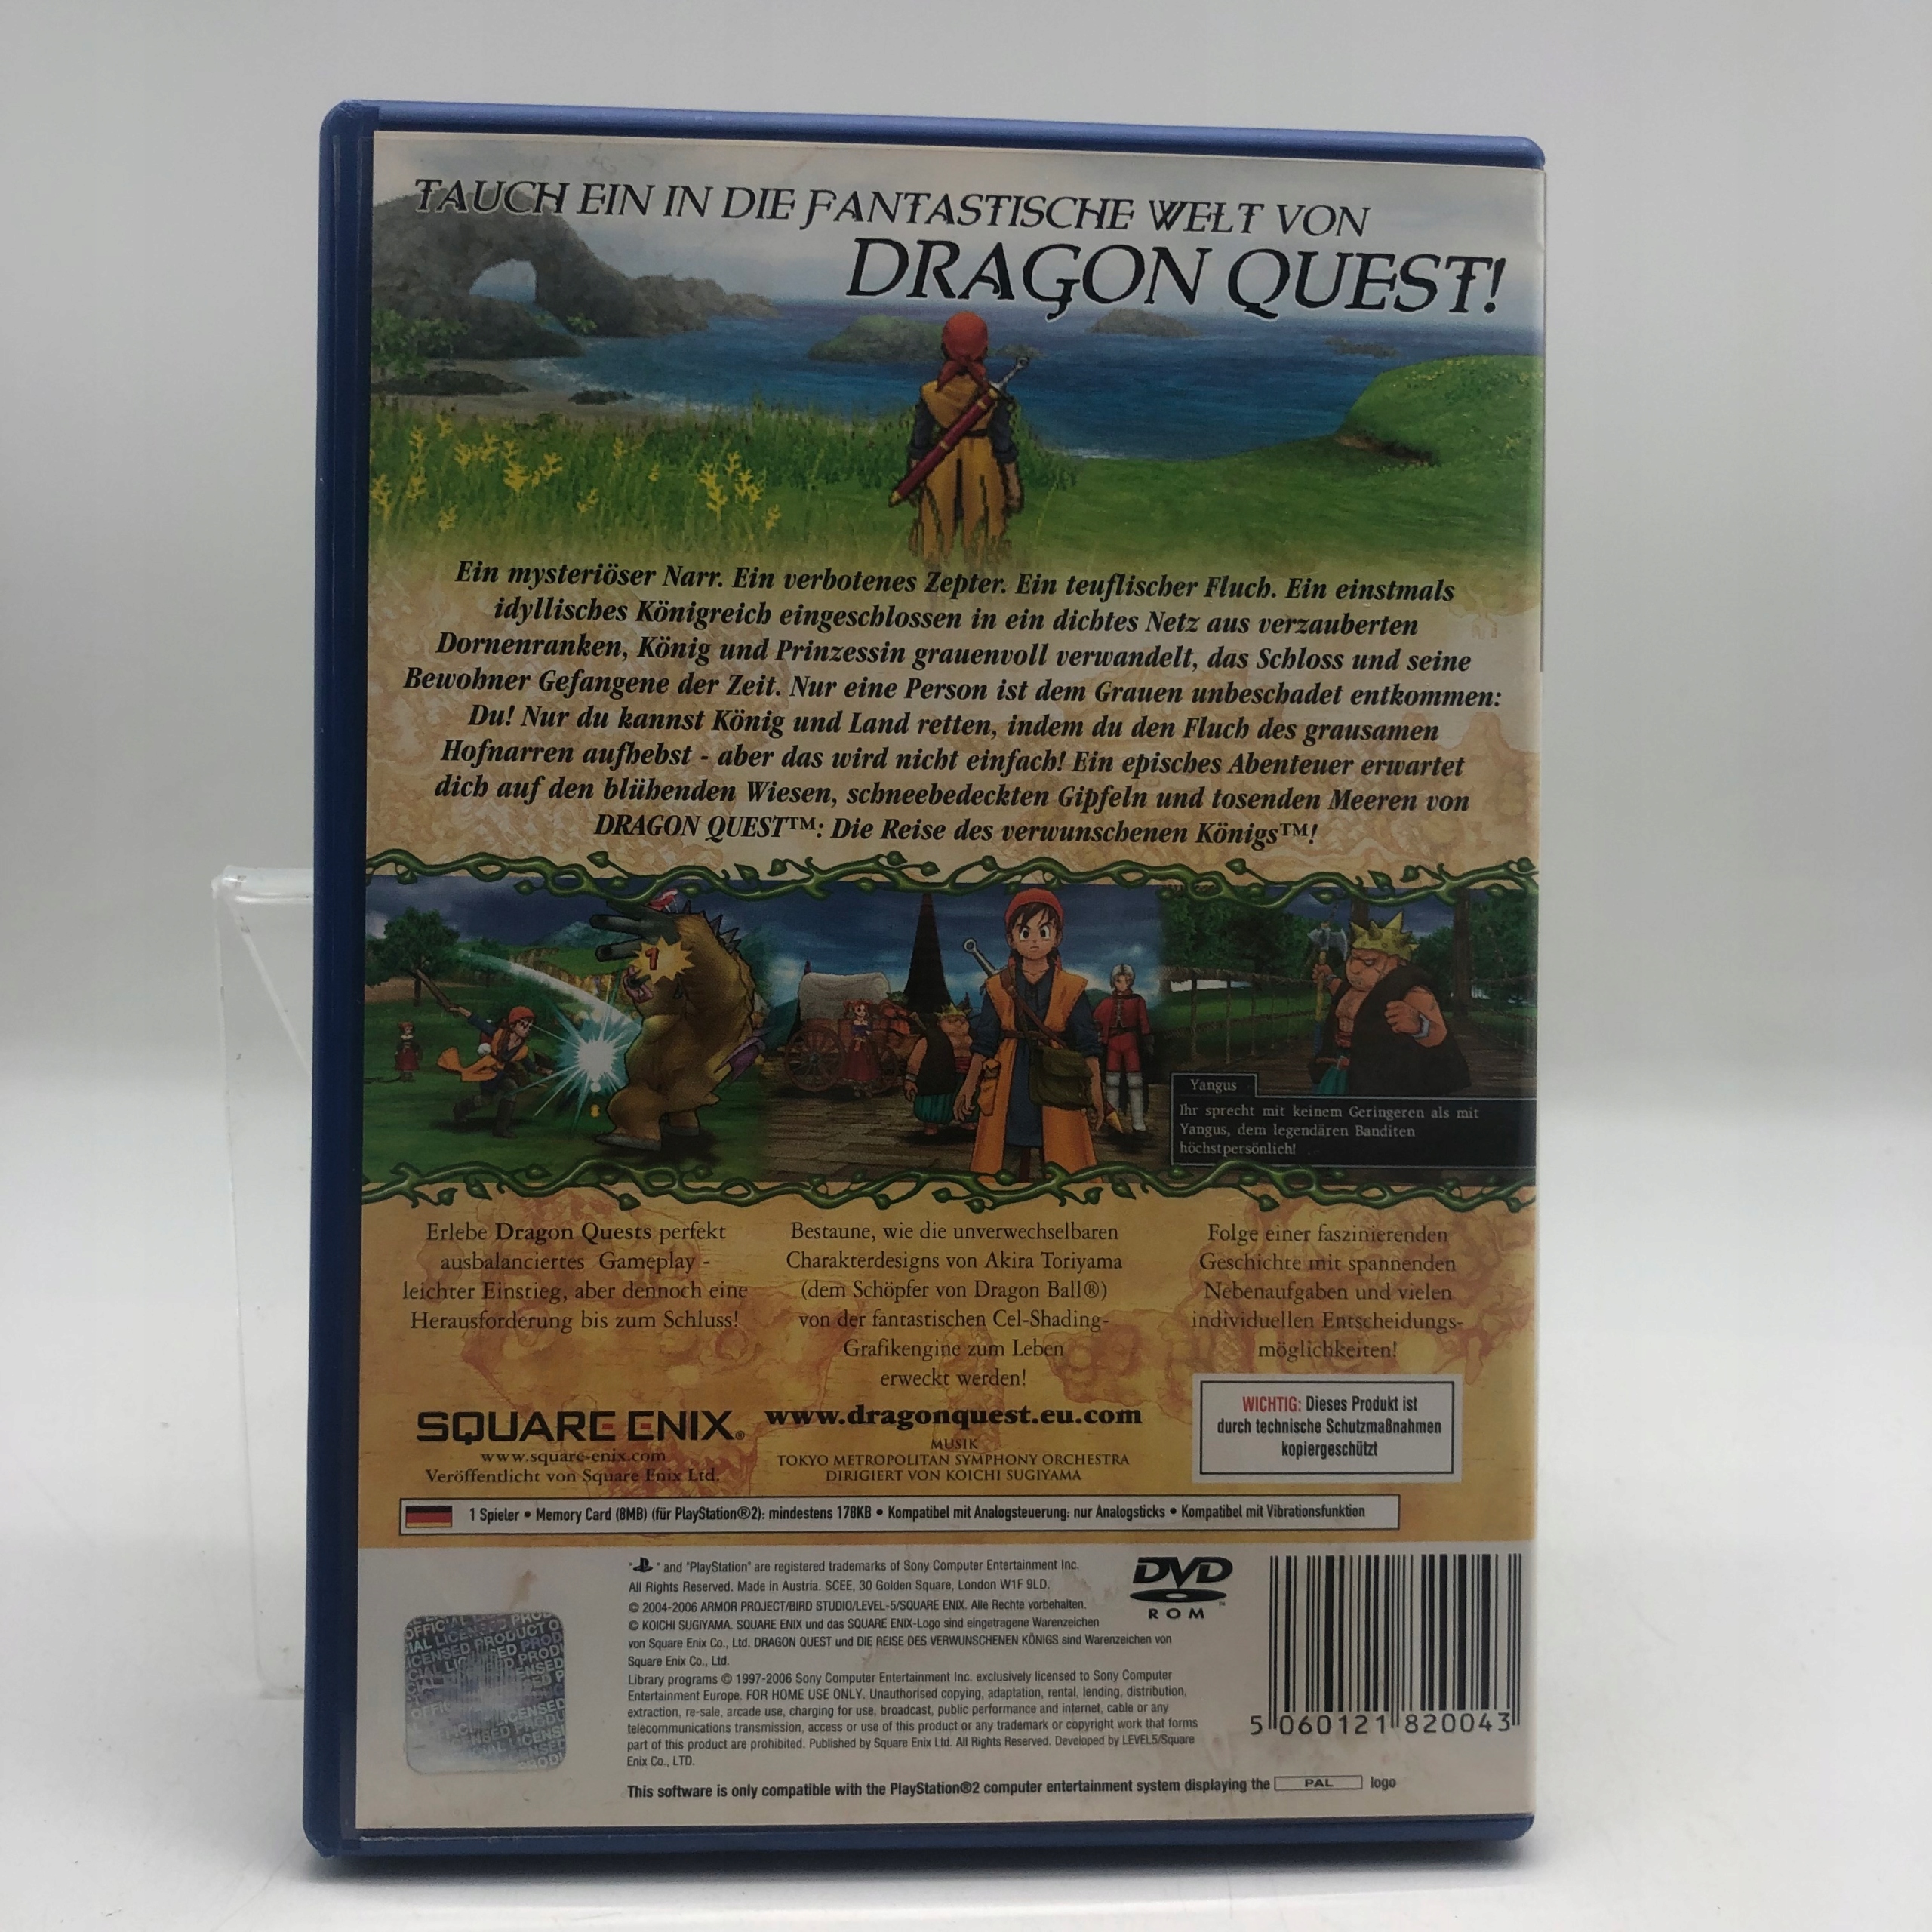 TAUCH EIN IN DIE FANTASTISCHE WELT VON
DRAGON QUEST!
Ein mysteriöser Narr. Ein verbotenes Zepter. Ein teuflischer Fluch. Ein einstmals
idyllisches Königreich eingeschlossen in ein dichtes Netz aus verzauberten
Dornenranken, König und Prinzessin grauenvoll verwandelt, das Schloss und seine
Bewohner Gefangene der Zeit. Nur eine Person ist dem Grauen unbeschadet entkommen:
Du! Nur du kannst König und Land retten, indem du den Fluch des grausamen
Hofnarren aufhebst - aber das wird nicht einfach! Ein episches Abenteuer erwartet
dich auf den blühenden Wiesen, schneebedeckten Gipfeln und tosenden Meeren von
DRAGON QUEST™: Die Reise des verwunschenen Königs™!
1
Yangus
Ihr sprecht mit keinem Geringeren als mit
Yangus, dem legendären Banditen
höchstpersönlich!
Erlebe Dragon Quests perfekt
ausbalanciertes Gameplay -
leichter Einstieg, aber dennoch eine
Herausforderung bis zum Schluss!
Bestaune, wie die unverwechselbaren
Charakterdesigns von Akira Toriyama
(dem Schöpfer von Dragon Ball®)
von der fantastischen Cel-Shading-
Grafikengine zum Leben
erweckt werden!
Folge einer faszinierenden
Geschichte mit spannenden
Nebenaufgaben und vielen
individuellen Entscheidungs-
möglichkeiten!
SQUARE ENIX®
www.square-enix.com
Veröffentlicht von Square Enix Ltd.
www.dragonquest.eu.com
MUSIK
TOKYO METROPOLITAN SYMPHONY ORCHESTRA
DIRIGIERT VON KOICHI SUGIYAMA
WICHTIG: Dieses Produkt ist
durch technische Schutzmaßnahmen
kopiergeschützt
1 Spieler • Memory Card (8MB) (für PlayStation®2): mindestens 178KB • Kompatibel mit Analogsteuerung: nur Analogsticks • Kompatibel mit Vibrationsfunktion
" " and "PlayStation" are registered trademarks of Sony Computer Entertainment Inc.
All Rights Reserved. Made in Austria. SCEE, 30 Golden Square, London W1F 9LD.
© 2004-2006 ARMOR PROJECT/BIRD STUDIO/LEVEL-5/SQUARE ENIX. Alle Rechte vorbehalten.
© KOICHI SUGIYAMA. SQUARE ENIX und das SQUARE ENIX-Logo sind eingetragene Warenzeichen
von Square Enix Co., Ltd. DRAGON QUEST und DIE REISE DES VERWUNSCHENEN KÖNIGS sind Warenzeichen von
Square Enix Co., Ltd.
Library programs © 1997-2006 Sony Computer Entertainment Inc. exclusively licensed to Sony Computer
Entertainment Europe. FOR HOME USE ONLY. Unauthorised copying, adaptation, rental, lending, distribution,
extraction, re-sale, arcade use, charging for use, broadcast, public performance and internet, cable or any
telecommunications transmission, access or use of this product or any trademark or copyright work that forms
part of this product are prohibited. Published by Square Enix Ltd. All Rights Reserved. Developed by LEVEL5/Square
Enix Co., LTD.
This software is only compatible with the PlayStation®2 computer entertainment system displaying the PAL logo
DVD™
ROM
5 060121 820043
OFFICIAL LICENSED PRODUCT